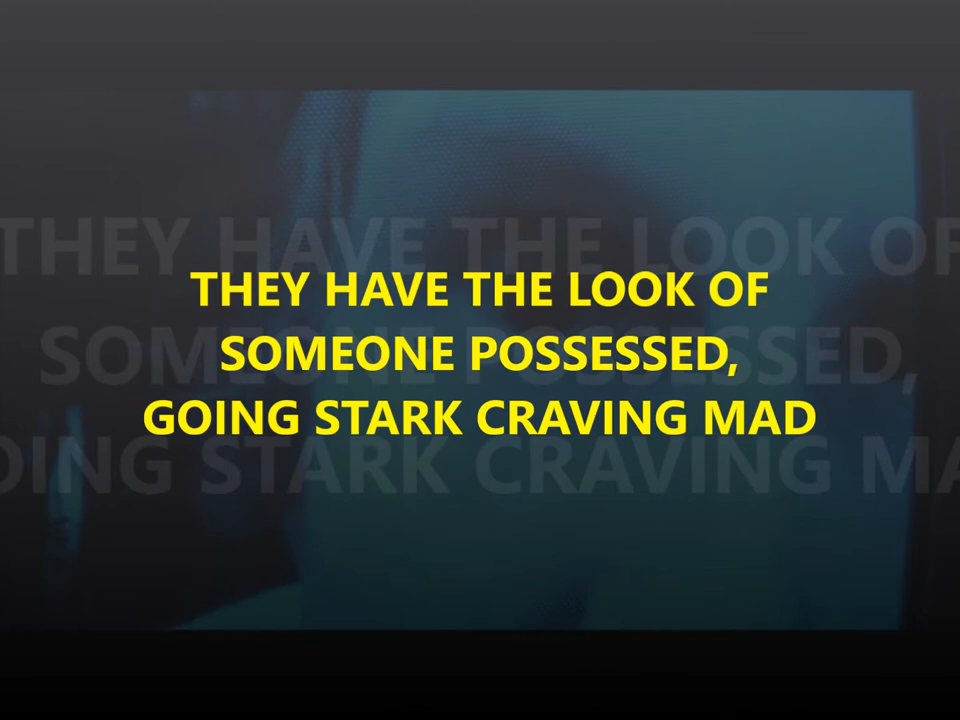 THEY HAVE THE LOOK OF
SOMEONE POSSESSED,
GOING STARK CRAVING MAD